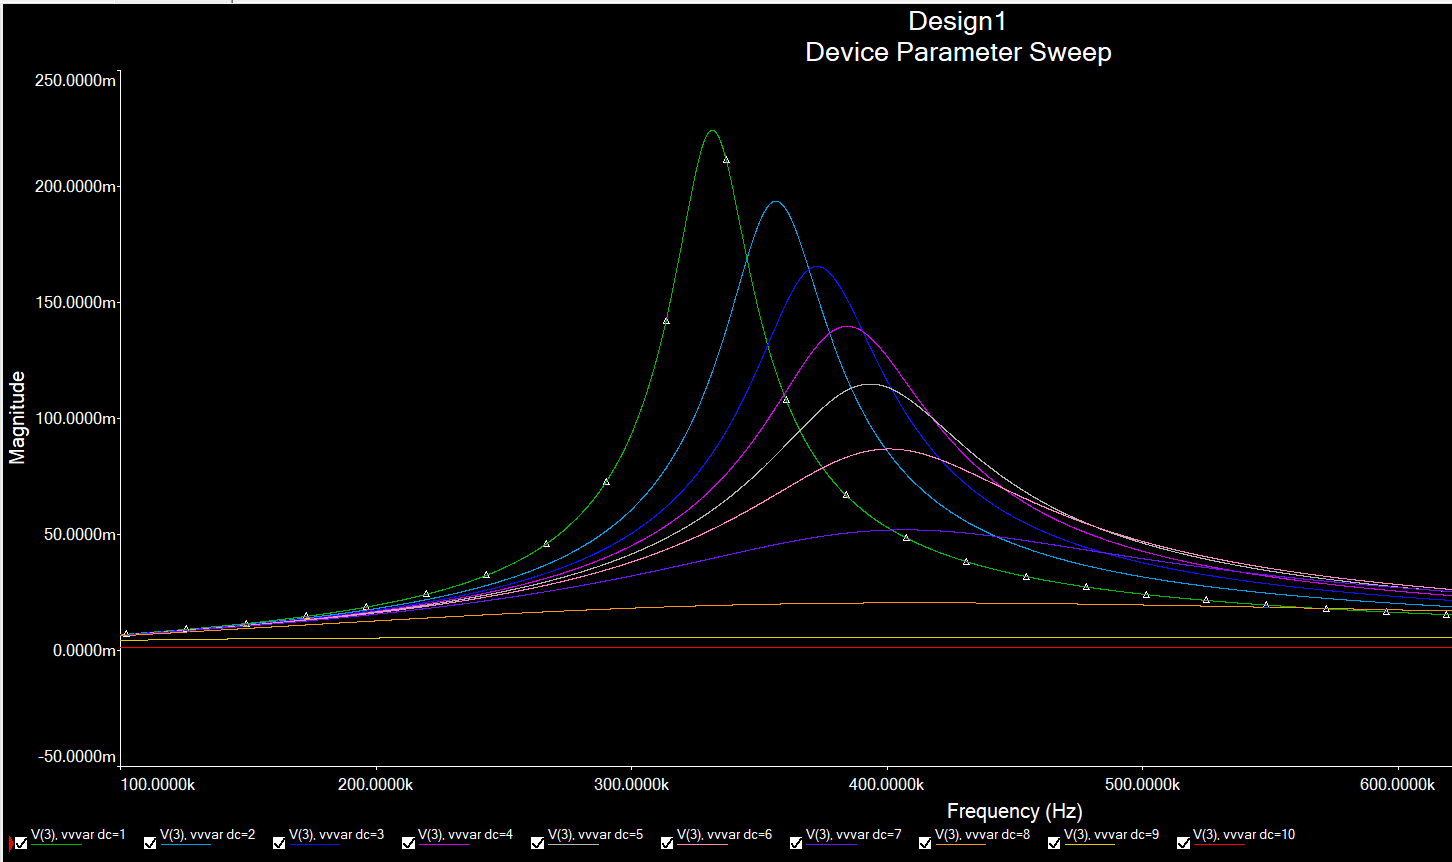 Design1
Device Parameter Sweep
250.0000m
200.0000m
150.0000m
100.0000m
50.0000m
0.0000m
-50.0000m
Magnitude
100.0000k 200.0000k 300.0000k 400.0000k 500.0000k 600.0000k
Frequency (Hz)
V(3), vvvar dc=1 V(3), vvvar dc=2 V(3), vvvar dc=3 V(3), vvvar dc=4 V(3), vvvar dc=5 V(3), vvvar dc=6 V(3), vvvar dc=7 V(3), vvvar dc=8 V(3), vvvar dc=9 V(3), vvvar dc=10